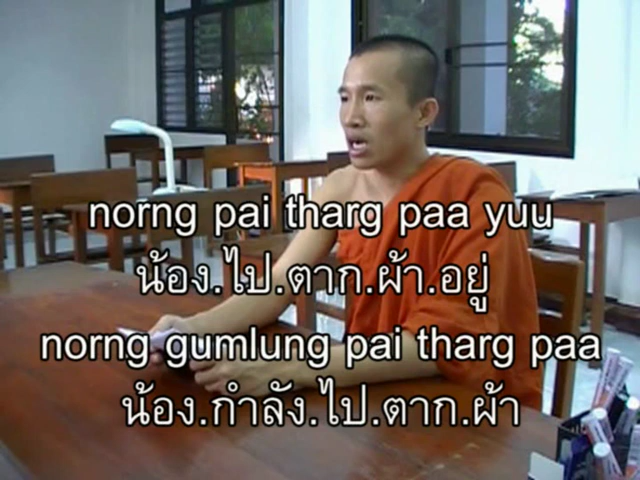 norng pai tharg paa yuu
น้อง.ไป.ตาก.ผ้า.อยู่
norng gumlung pai tharg paa
น้อง.กำลัง.ไป.ตาก.ผ้า